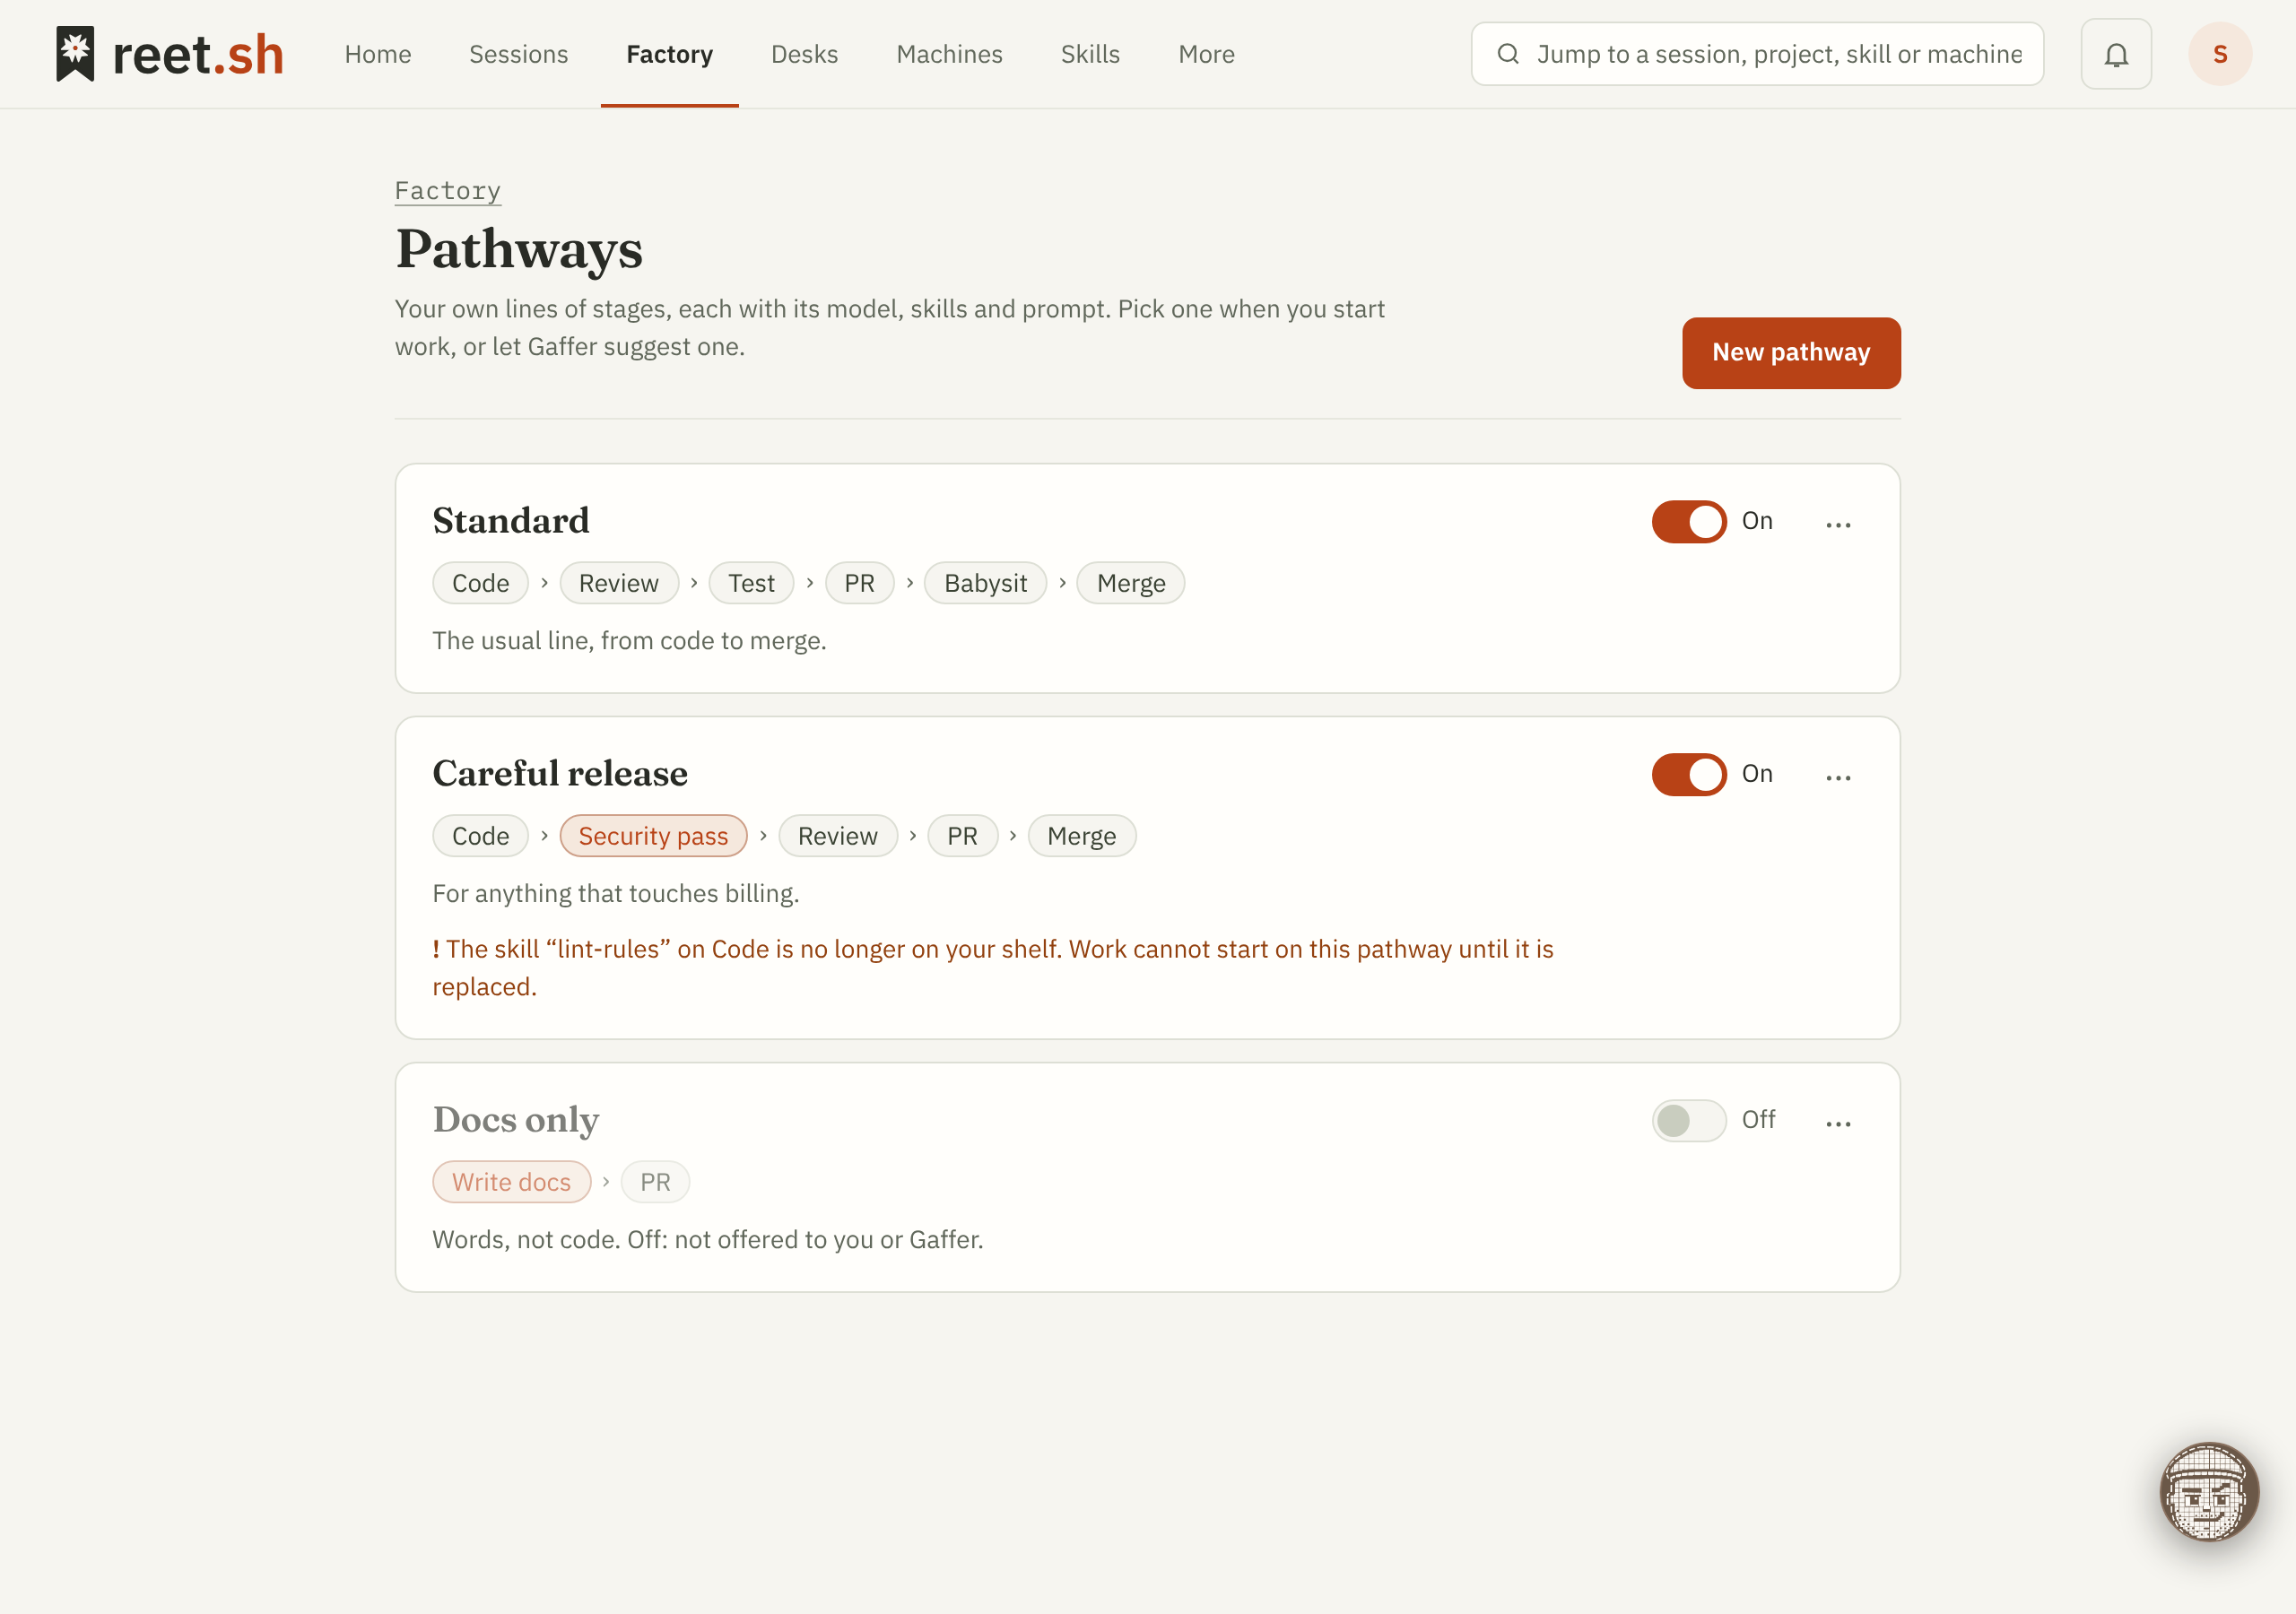 reet.sh
Home Sessions Factory Desks Machines Skills More
Jump to a session, project, skill or machine
S
Factory
Pathways
Your own lines of stages, each with its model, skills and prompt. Pick one when you start
work, or let Gaffer suggest one.
New pathway
Standard
On
...
Code › Review › Test › PR › Babysit › Merge
The usual line, from code to merge.
Careful release
On
...
Code › Security pass › Review › PR › Merge
For anything that touches billing.
! The skill “lint-rules” on Code is no longer on your shelf. Work cannot start on this pathway until it is
replaced.
Docs only
Off
...
Write docs › PR
Words, not code. Off: not offered to you or Gaffer.